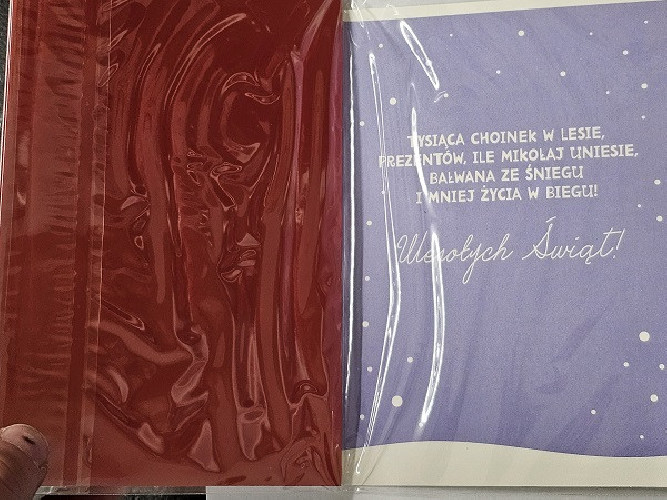 TYSIĄCA CHOINEK W LESIE,
PREZENTÓW, ILE MIKOŁAJ UNIESIE,
BAŁWANA ZE ŚNIEGU
I MNIEJ ŻYCIA W BIEGU!
Wesołych Świąt!